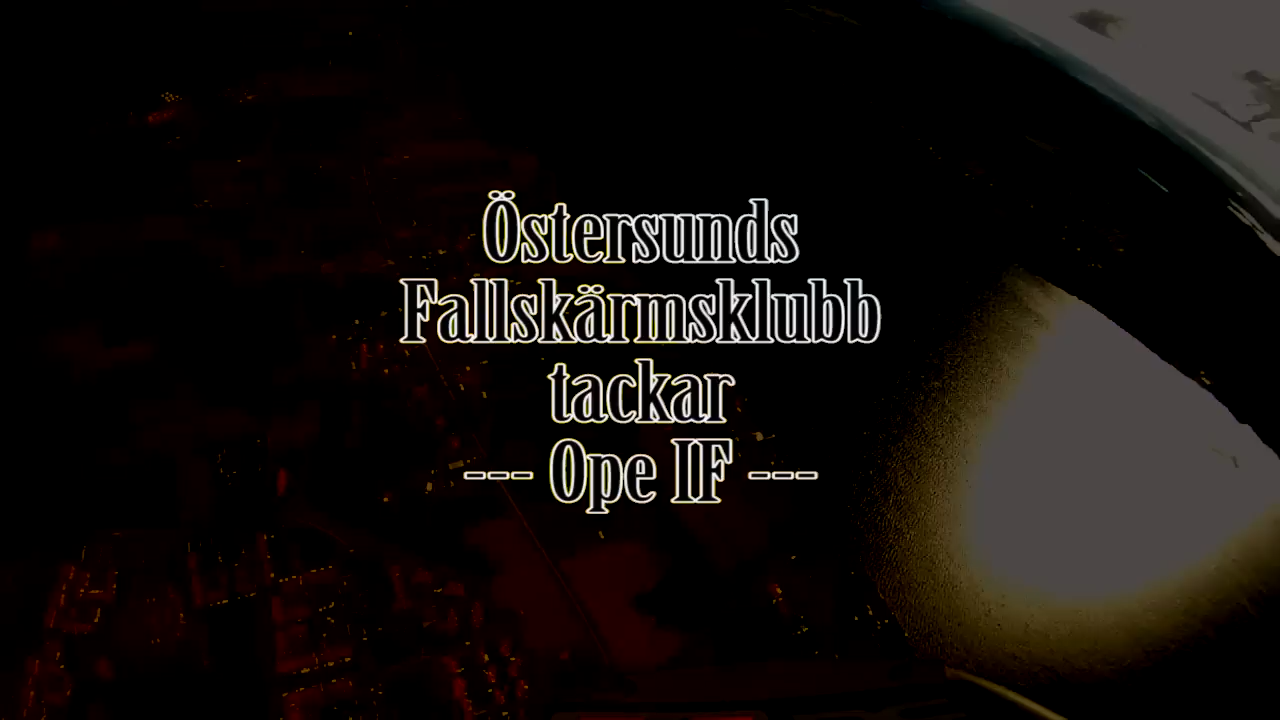 Östersunds
Fallskärmsklubb
tackar
--- Ope IF ---